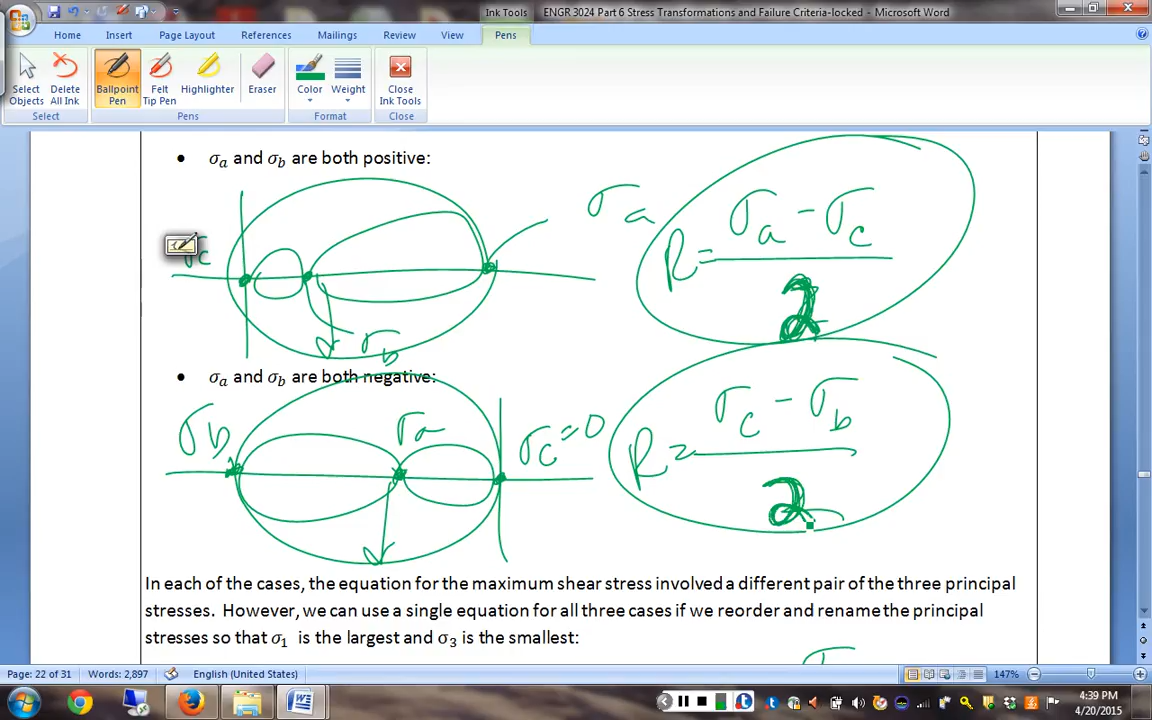 Ink Tools
ENGR 3024 Part 6 Stress Transformations and Failure Criteria-locked - Microsoft Word
Home Insert Page Layout References Mailings Review View Pens
Select Objects
Delete All Ink
Ballpoint Pen
Felt Tip Pen
Highlighter
Eraser
Color
Weight
Close Ink Tools
Select Pens Format Close
• σₐ and σ_b are both positive:
σc
σa
σb
R = (σa − σc) / 2
• σₐ and σ_b are both negative:
σb
σa
σc = 0
R = (σc − σb) / 2
In each of the cases, the equation for the maximum shear stress involved a different pair of the three principal
stresses. However, we can use a single equation for all three cases if we reorder and rename the principal
stresses so that σ₁ is the largest and σ₃ is the smallest:
σ
Page: 22 of 31 Words: 2,897 English (United States) 147%
4:39 PM
4/20/2015